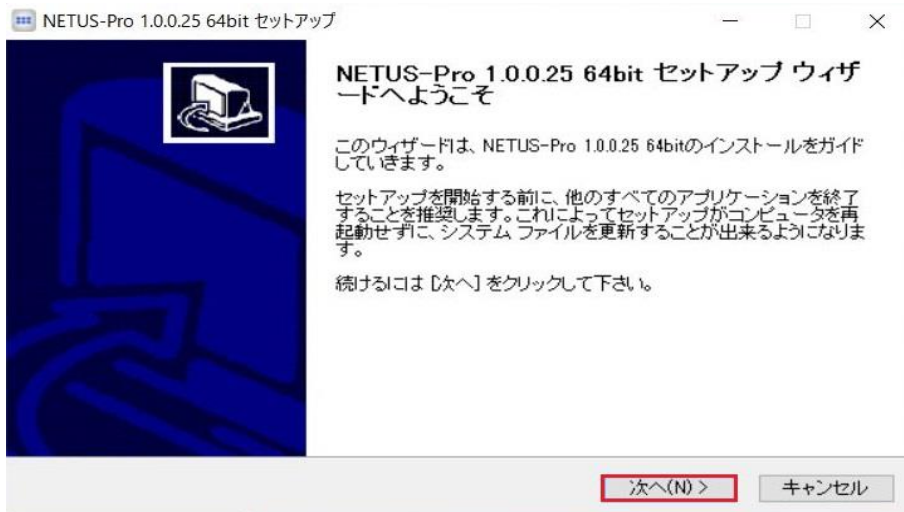 NETUS-Pro 1.0.0.25 64bit セットアップ
NETUS-Pro 1.0.0.25 64bit セットアップ ウィザ
ードへようこそ
このウィザードは、NETUS-Pro 1.0.0.25 64bitのインストールをガイド
していきます。
セットアップを開始する前に、他のすべてのアプリケーションを終了
することを推奨します。これによってセットアップがコンピュータを再
起動せずに、システム ファイルを更新することが出来るようになりま
す。
続けるには [次へ] をクリックして下さい。
次へ(N) >
キャンセル